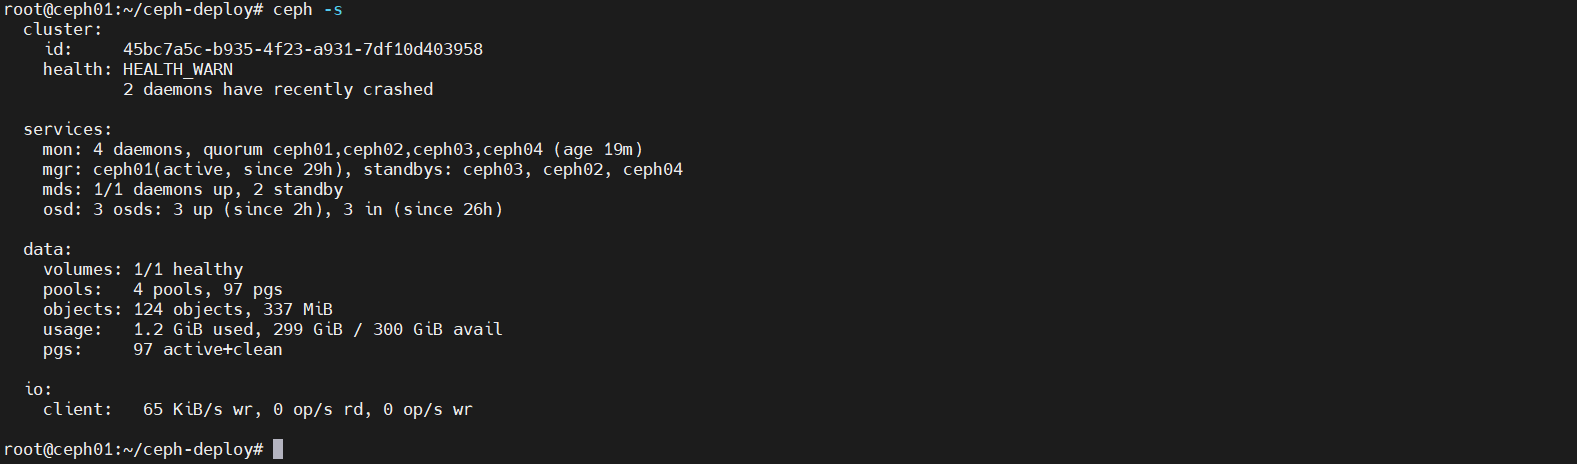 root@ceph01:~/ceph-deploy# ceph -s
  cluster:
    id:     45bc7a5c-b935-4f23-a931-7df10d403958
    health: HEALTH_WARN
            2 daemons have recently crashed

  services:
    mon: 4 daemons, quorum ceph01,ceph02,ceph03,ceph04 (age 19m)
    mgr: ceph01(active, since 29h), standbys: ceph03, ceph02, ceph04
    mds: 1/1 daemons up, 2 standby
    osd: 3 osds: 3 up (since 2h), 3 in (since 26h)

  data:
    volumes: 1/1 healthy
    pools:   4 pools, 97 pgs
    objects: 124 objects, 337 MiB
    usage:   1.2 GiB used, 299 GiB / 300 GiB avail
    pgs:     97 active+clean

  io:
    client:   65 KiB/s wr, 0 op/s rd, 0 op/s wr

root@ceph01:~/ceph-deploy#